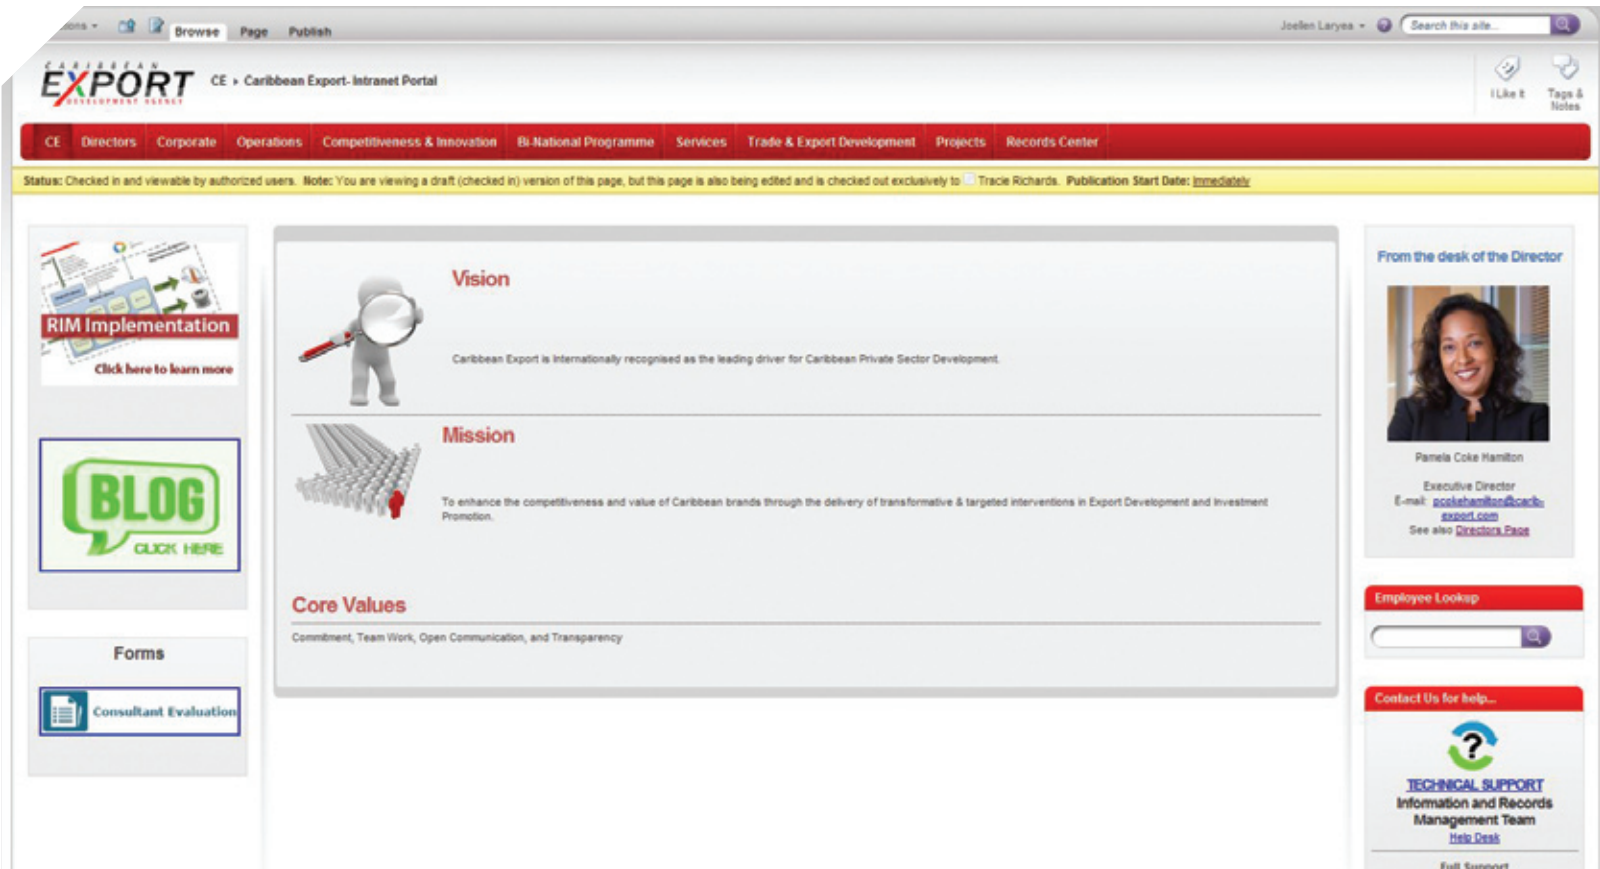 Browse Page Publish
Joellen Laryea
Search this site...
CARIBBEAN
EXPORT
DEVELOPMENT AGENCY
CE ▸ Caribbean Export- Intranet Portal
I Like It
Tags &
Notes
CE Directors Corporate Operations Competitiveness & Innovation Bi-National Programme Services Trade & Export Development Projects Records Center
Status: Checked in and viewable by authorized users. Note: You are viewing a draft (checked in) version of this page, but this page is also being edited and is checked out exclusively to Tracie Richards. Publication Start Date: Immediately
RIM Implementation
Click here to learn more
BLOG
CLICK HERE
Forms
Consultant Evaluation
Vision
Caribbean Export is Internationally recognised as the leading driver for Caribbean Private Sector Development.
Mission
To enhance the competitiveness and value of Caribbean brands through the delivery of transformative & targeted interventions in Export Development and Investment
Promotion.
Core Values
Commitment, Team Work, Open Communication, and Transparency
From the desk of the Director
Pamela Coke Hamilton
Executive Director
E-mail: pcokehamilton@carib-
export.com
See also Directors Page
Employee Lookup
Contact Us for help...
?
TECHNICAL SUPPORT
Information and Records
Management Team
Help Desk
Full Support